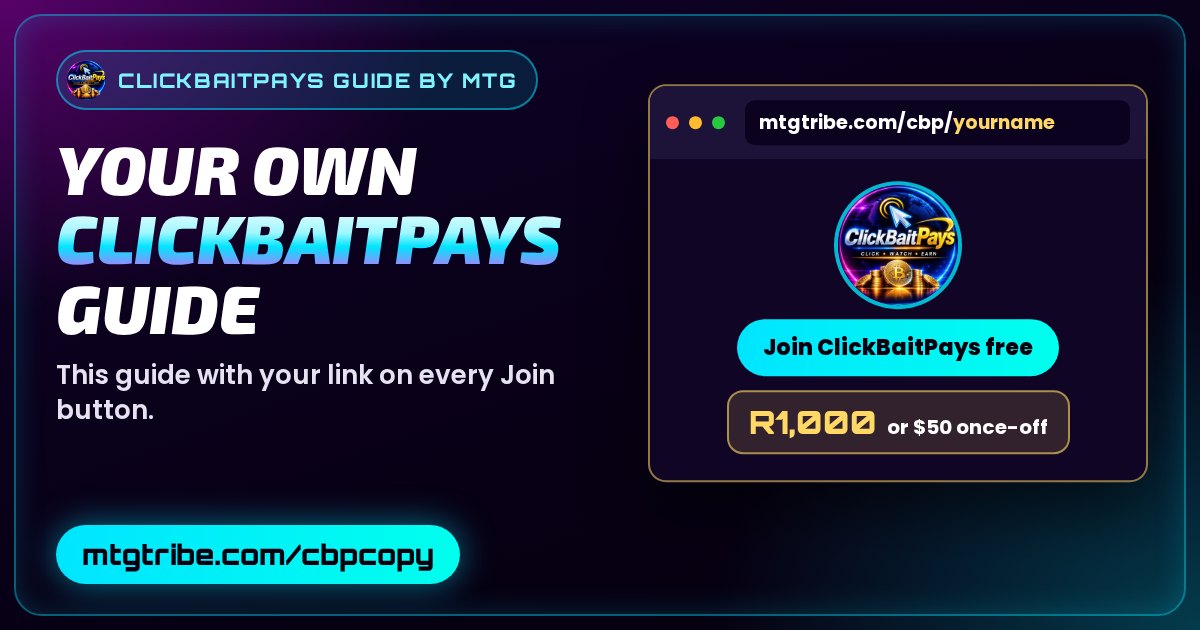 ClickBaitPays
CLICKBAITPAYS GUIDE BY MTG
YOUR OWN
CLICKBAITPAYS
GUIDE
This guide with your link on every Join
button.
mtgtribe.com/cbpcopy
mtgtribe.com/cbp/yourname
ClickBaitPays
CLICK • WATCH • EARN
Join ClickBaitPays free
R1,000 or $50 once-off